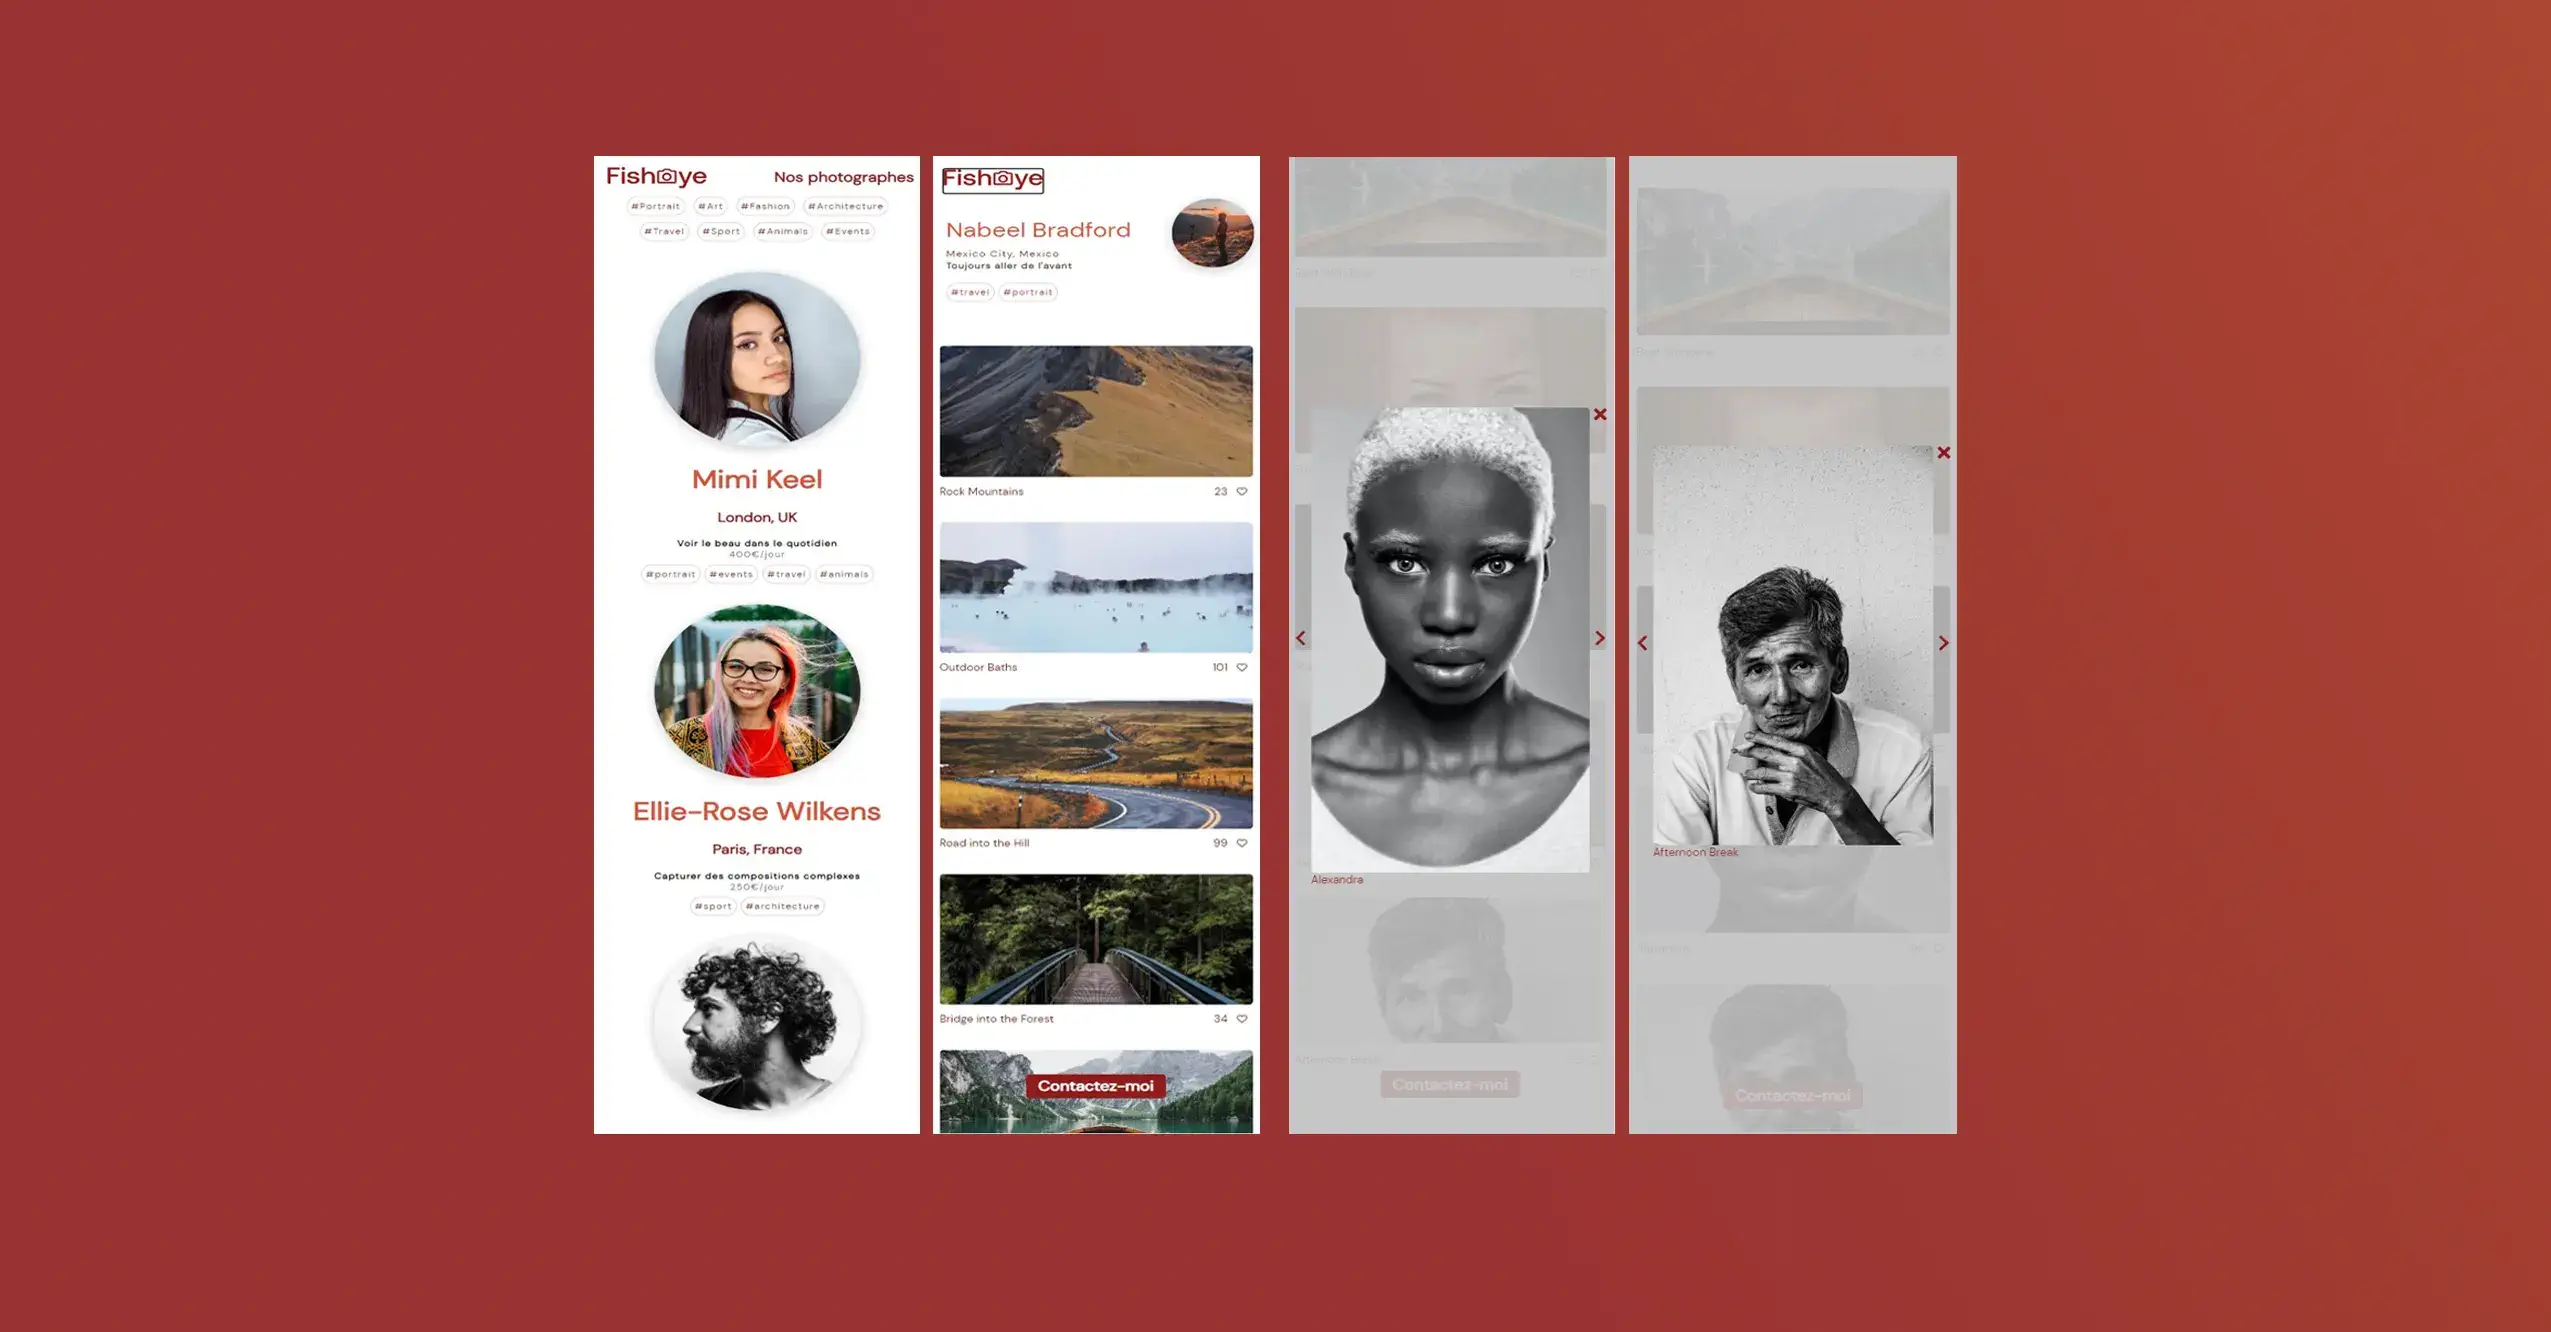 Fisheye
Nos photographes
#Portrait #Art #Fashion #Architecture
#Travel #Sport #Animals #Events
Mimi Keel
London, UK
Voir le beau dans le quotidien
400€/jour
#portrait #events #travel #animals
Ellie-Rose Wilkens
Paris, France
Capturer des compositions complexes
250€/jour
#sport #architecture
Fisheye
Nabeel Bradford
Mexico City, Mexico
Toujours aller de l'avant
#travel #portrait
Rock Mountains 23
Outdoor Baths 101
Road into the Hill 99
Bridge into the Forest 34
Contactez-moi
Alexandra
Afternoon Break
Contactez-moi
Afternoon Break
Contactez-moi